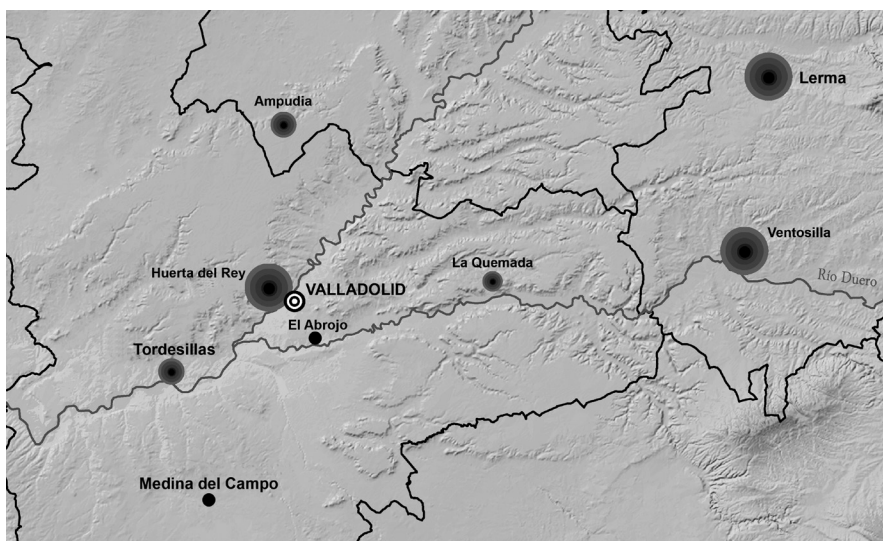 Lerma
Ampudia
Ventosilla
La Quemada
Huerta del Rey
Río Duero
VALLADOLID
El Abrojo
Tordesillas
Medina del Campo